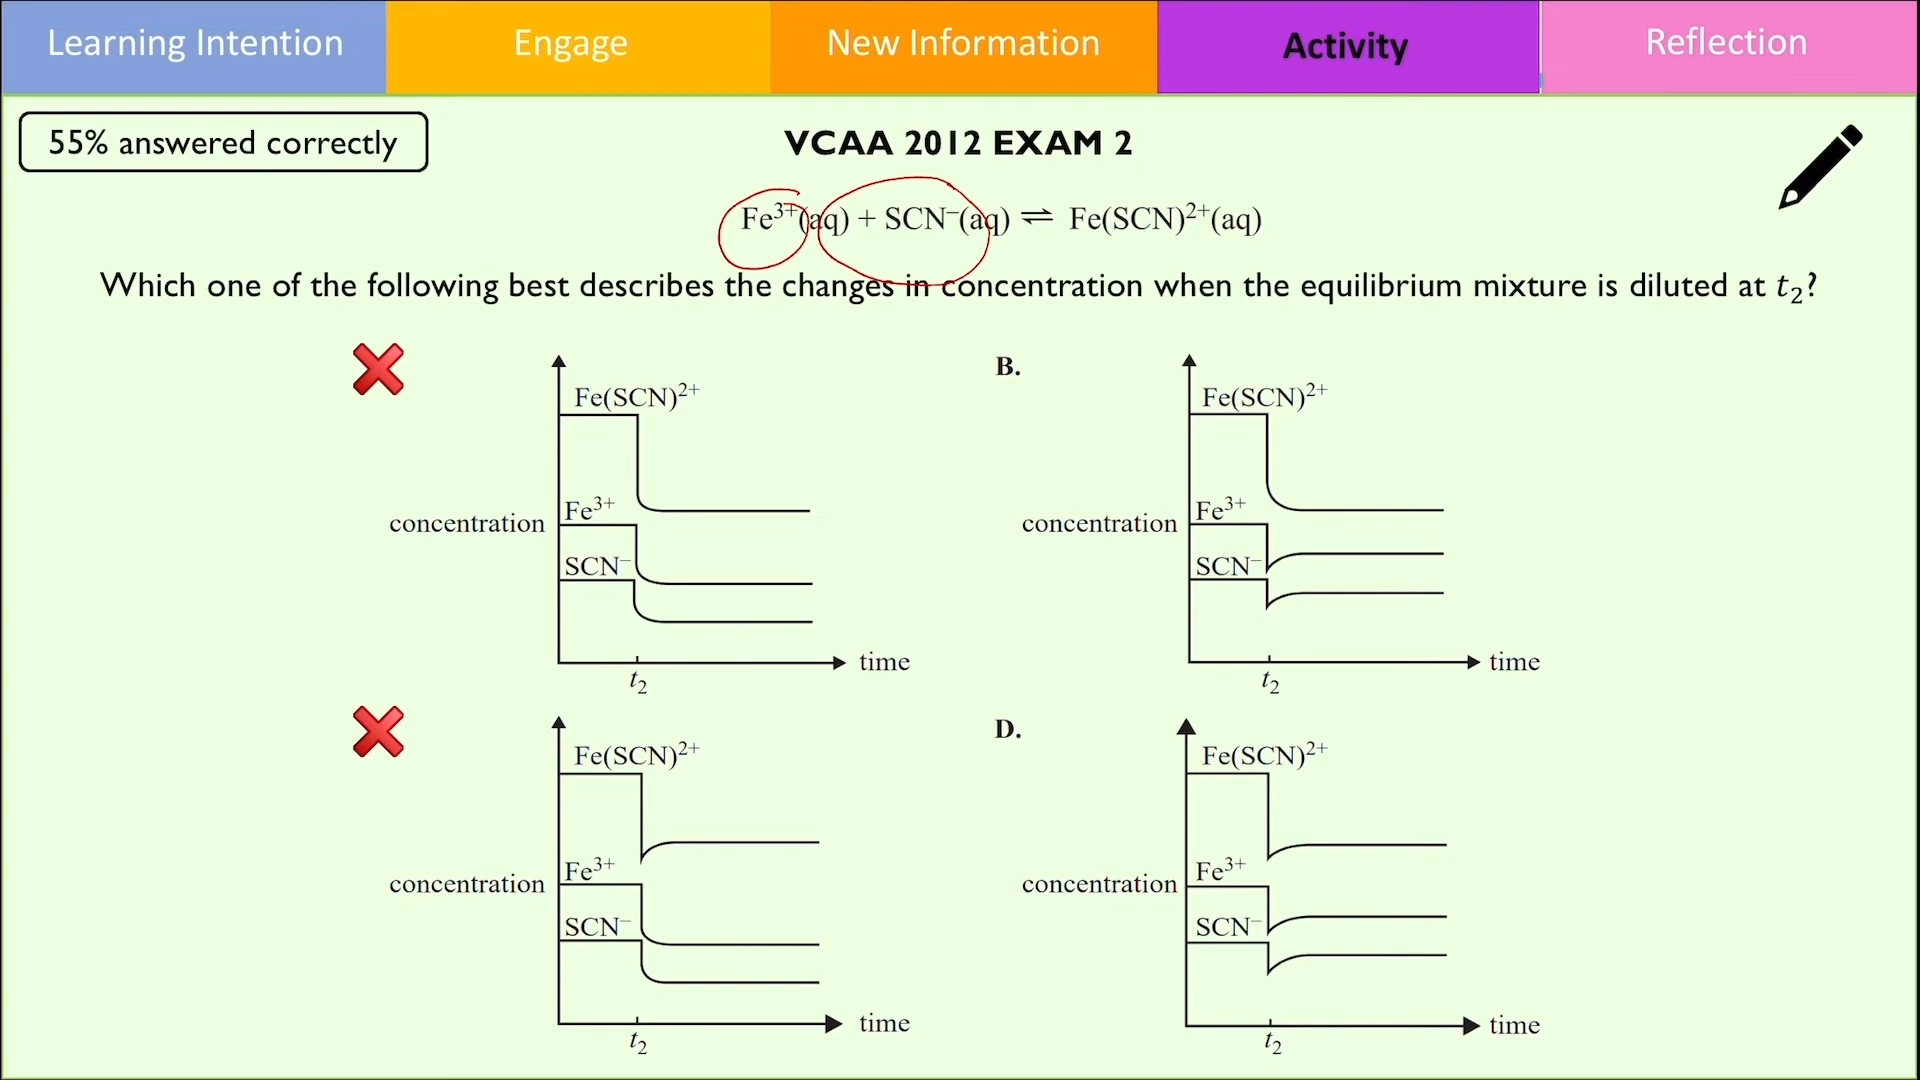 Learning Intention
Engage
New Information
Activity
Reflection
55% answered correctly
VCAA 2012 EXAM 2
Fe³⁺(aq) + SCN⁻(aq) ⇌ Fe(SCN)²⁺(aq)
Which one of the following best describes the changes in concentration when the equilibrium mixture is diluted at t₂?
Fe(SCN)²⁺
Fe³⁺
concentration
SCN⁻
time
t₂
B.
Fe(SCN)²⁺
Fe³⁺
concentration
SCN⁻
time
t₂
Fe(SCN)²⁺
Fe³⁺
concentration
SCN⁻
time
t₂
D.
Fe(SCN)²⁺
Fe³⁺
concentration
SCN⁻
time
t₂